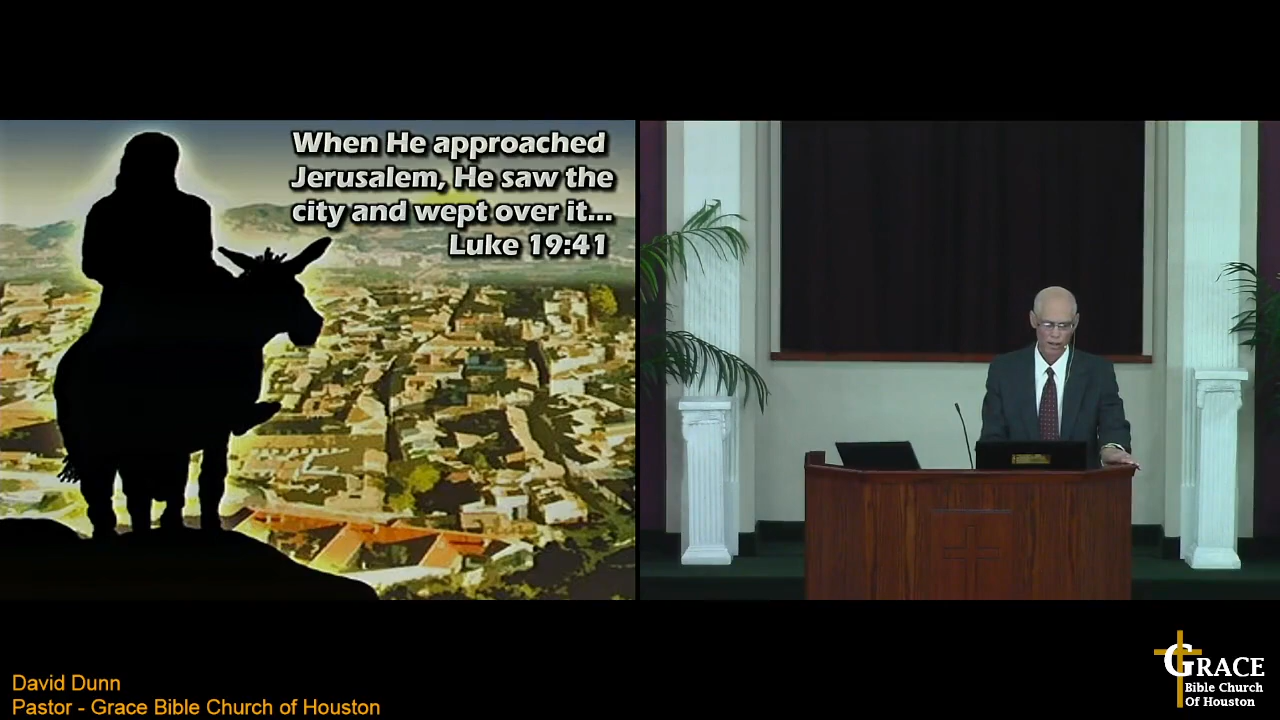 When He approached
Jerusalem, He saw the
city and wept over it...
Luke 19:41
David Dunn
Pastor - Grace Bible Church of Houston
GRACE
Bible Church
Of Houston